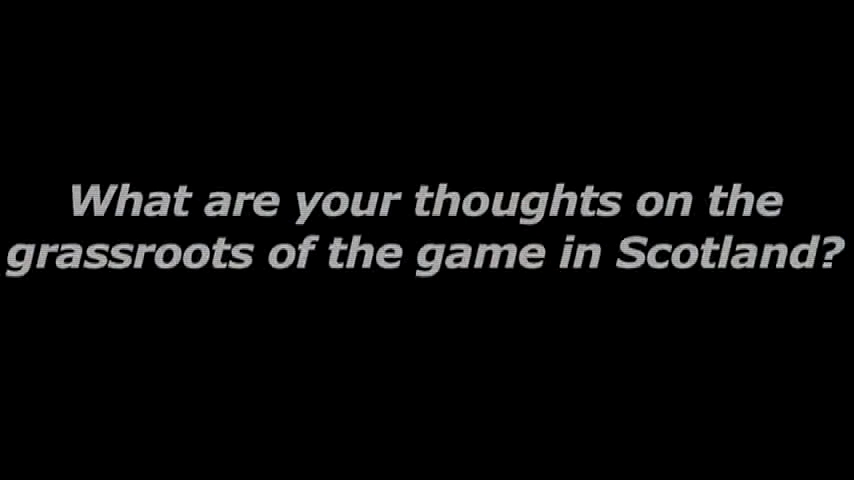 What are your thoughts on the
grassroots of the game in Scotland?